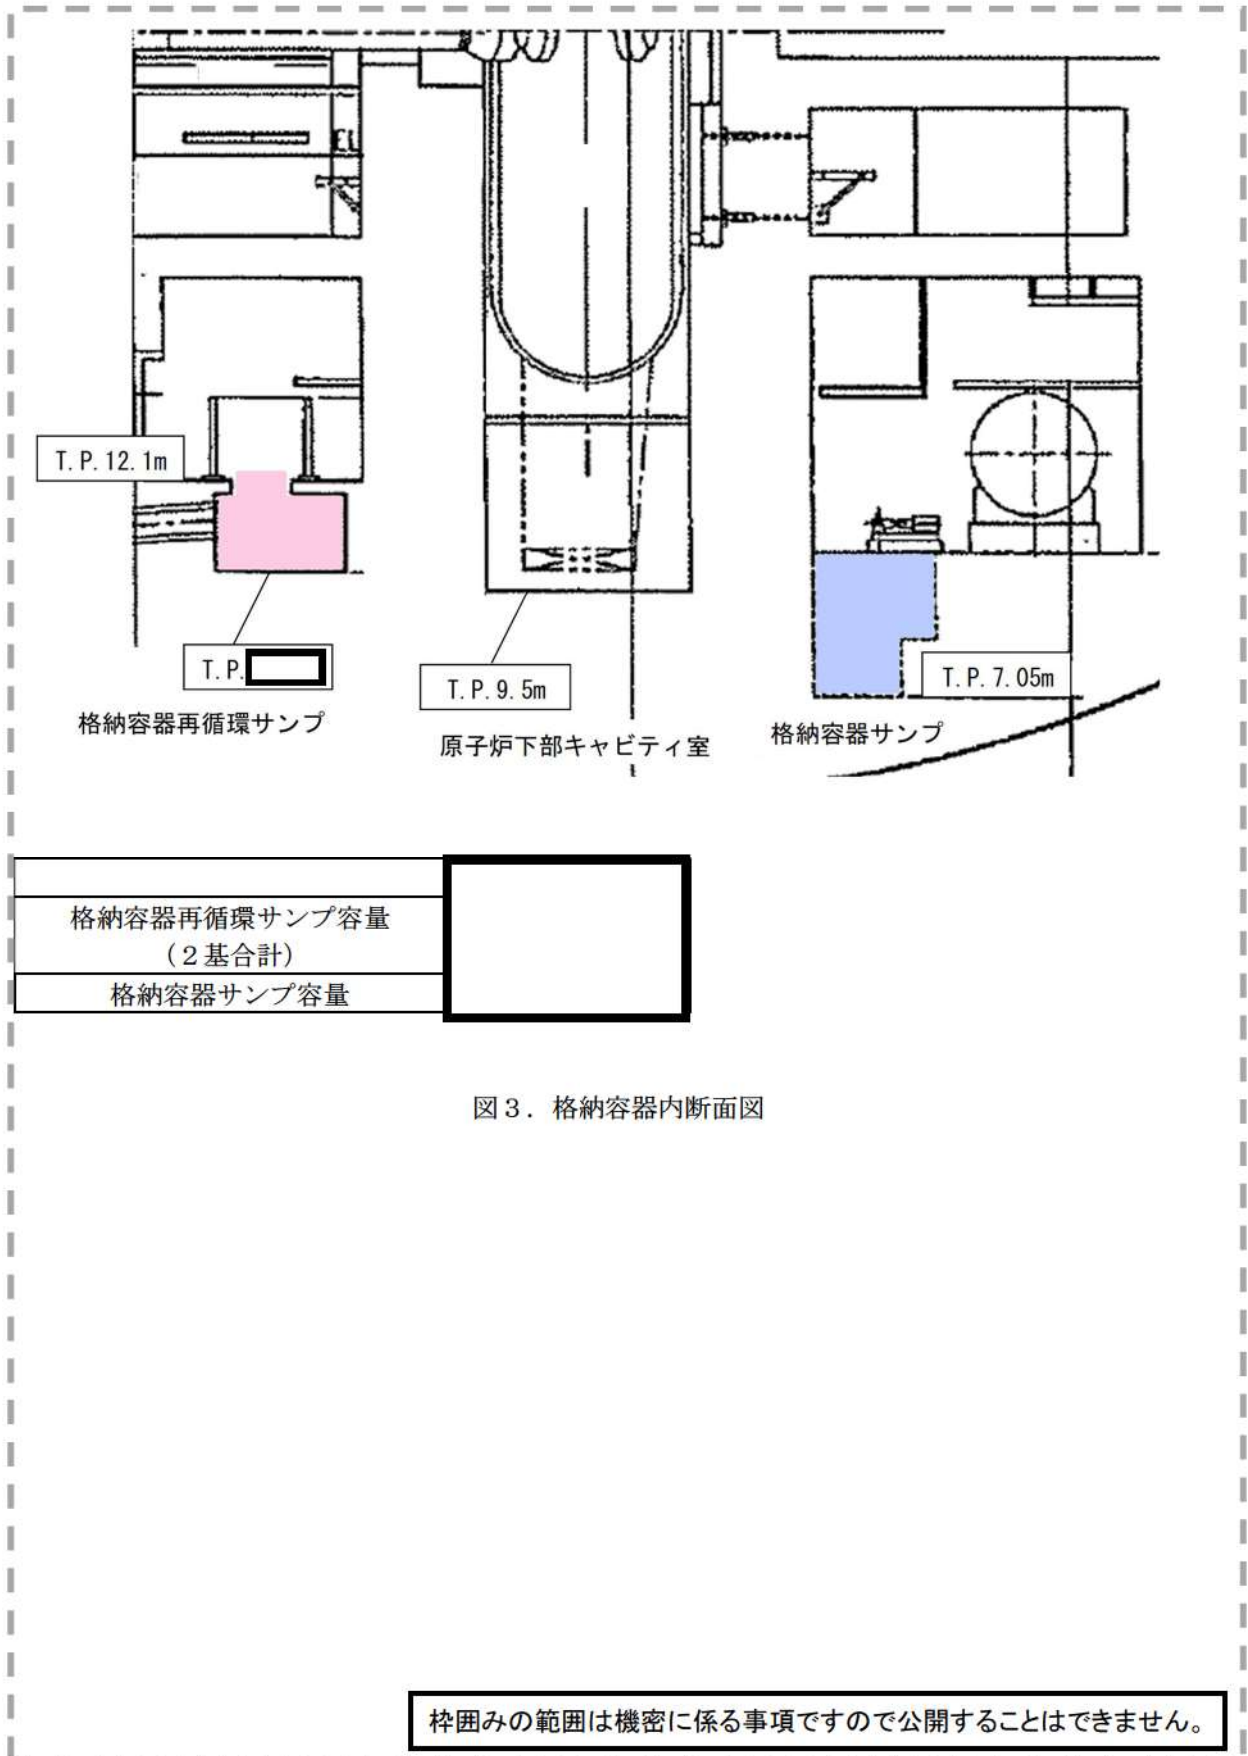 T.P.12.1m
T.P.
T.P.9.5m
T.P.7.05m
格納容器再循環サンプ
原子炉下部キャビティ室
格納容器サンプ
格納容器再循環サンプ容量
（２基合計）
格納容器サンプ容量
図３．格納容器内断面図
枠囲みの範囲は機密に係る事項ですので公開することはできません。